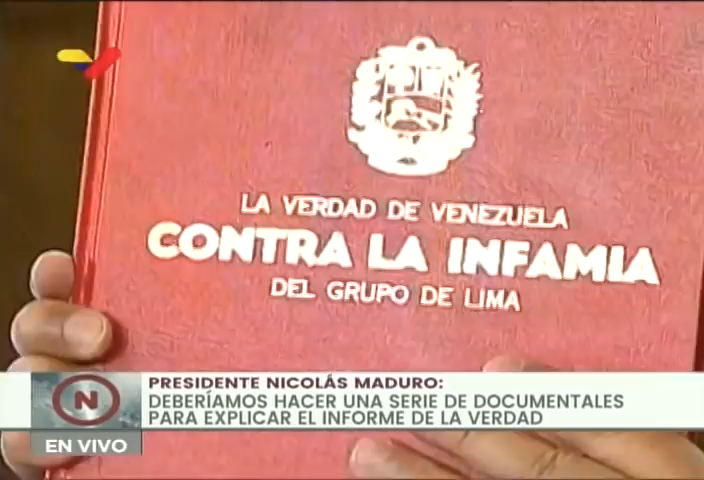 LA VERDAD DE VENEZUELA
CONTRA LA INFAMIA
DEL GRUPO DE LIMA
N
PRESIDENTE NICOLÁS MADURO:
DEBERÍAMOS HACER UNA SERIE DE DOCUMENTALES
PARA EXPLICAR EL INFORME DE LA VERDAD
EN VIVO